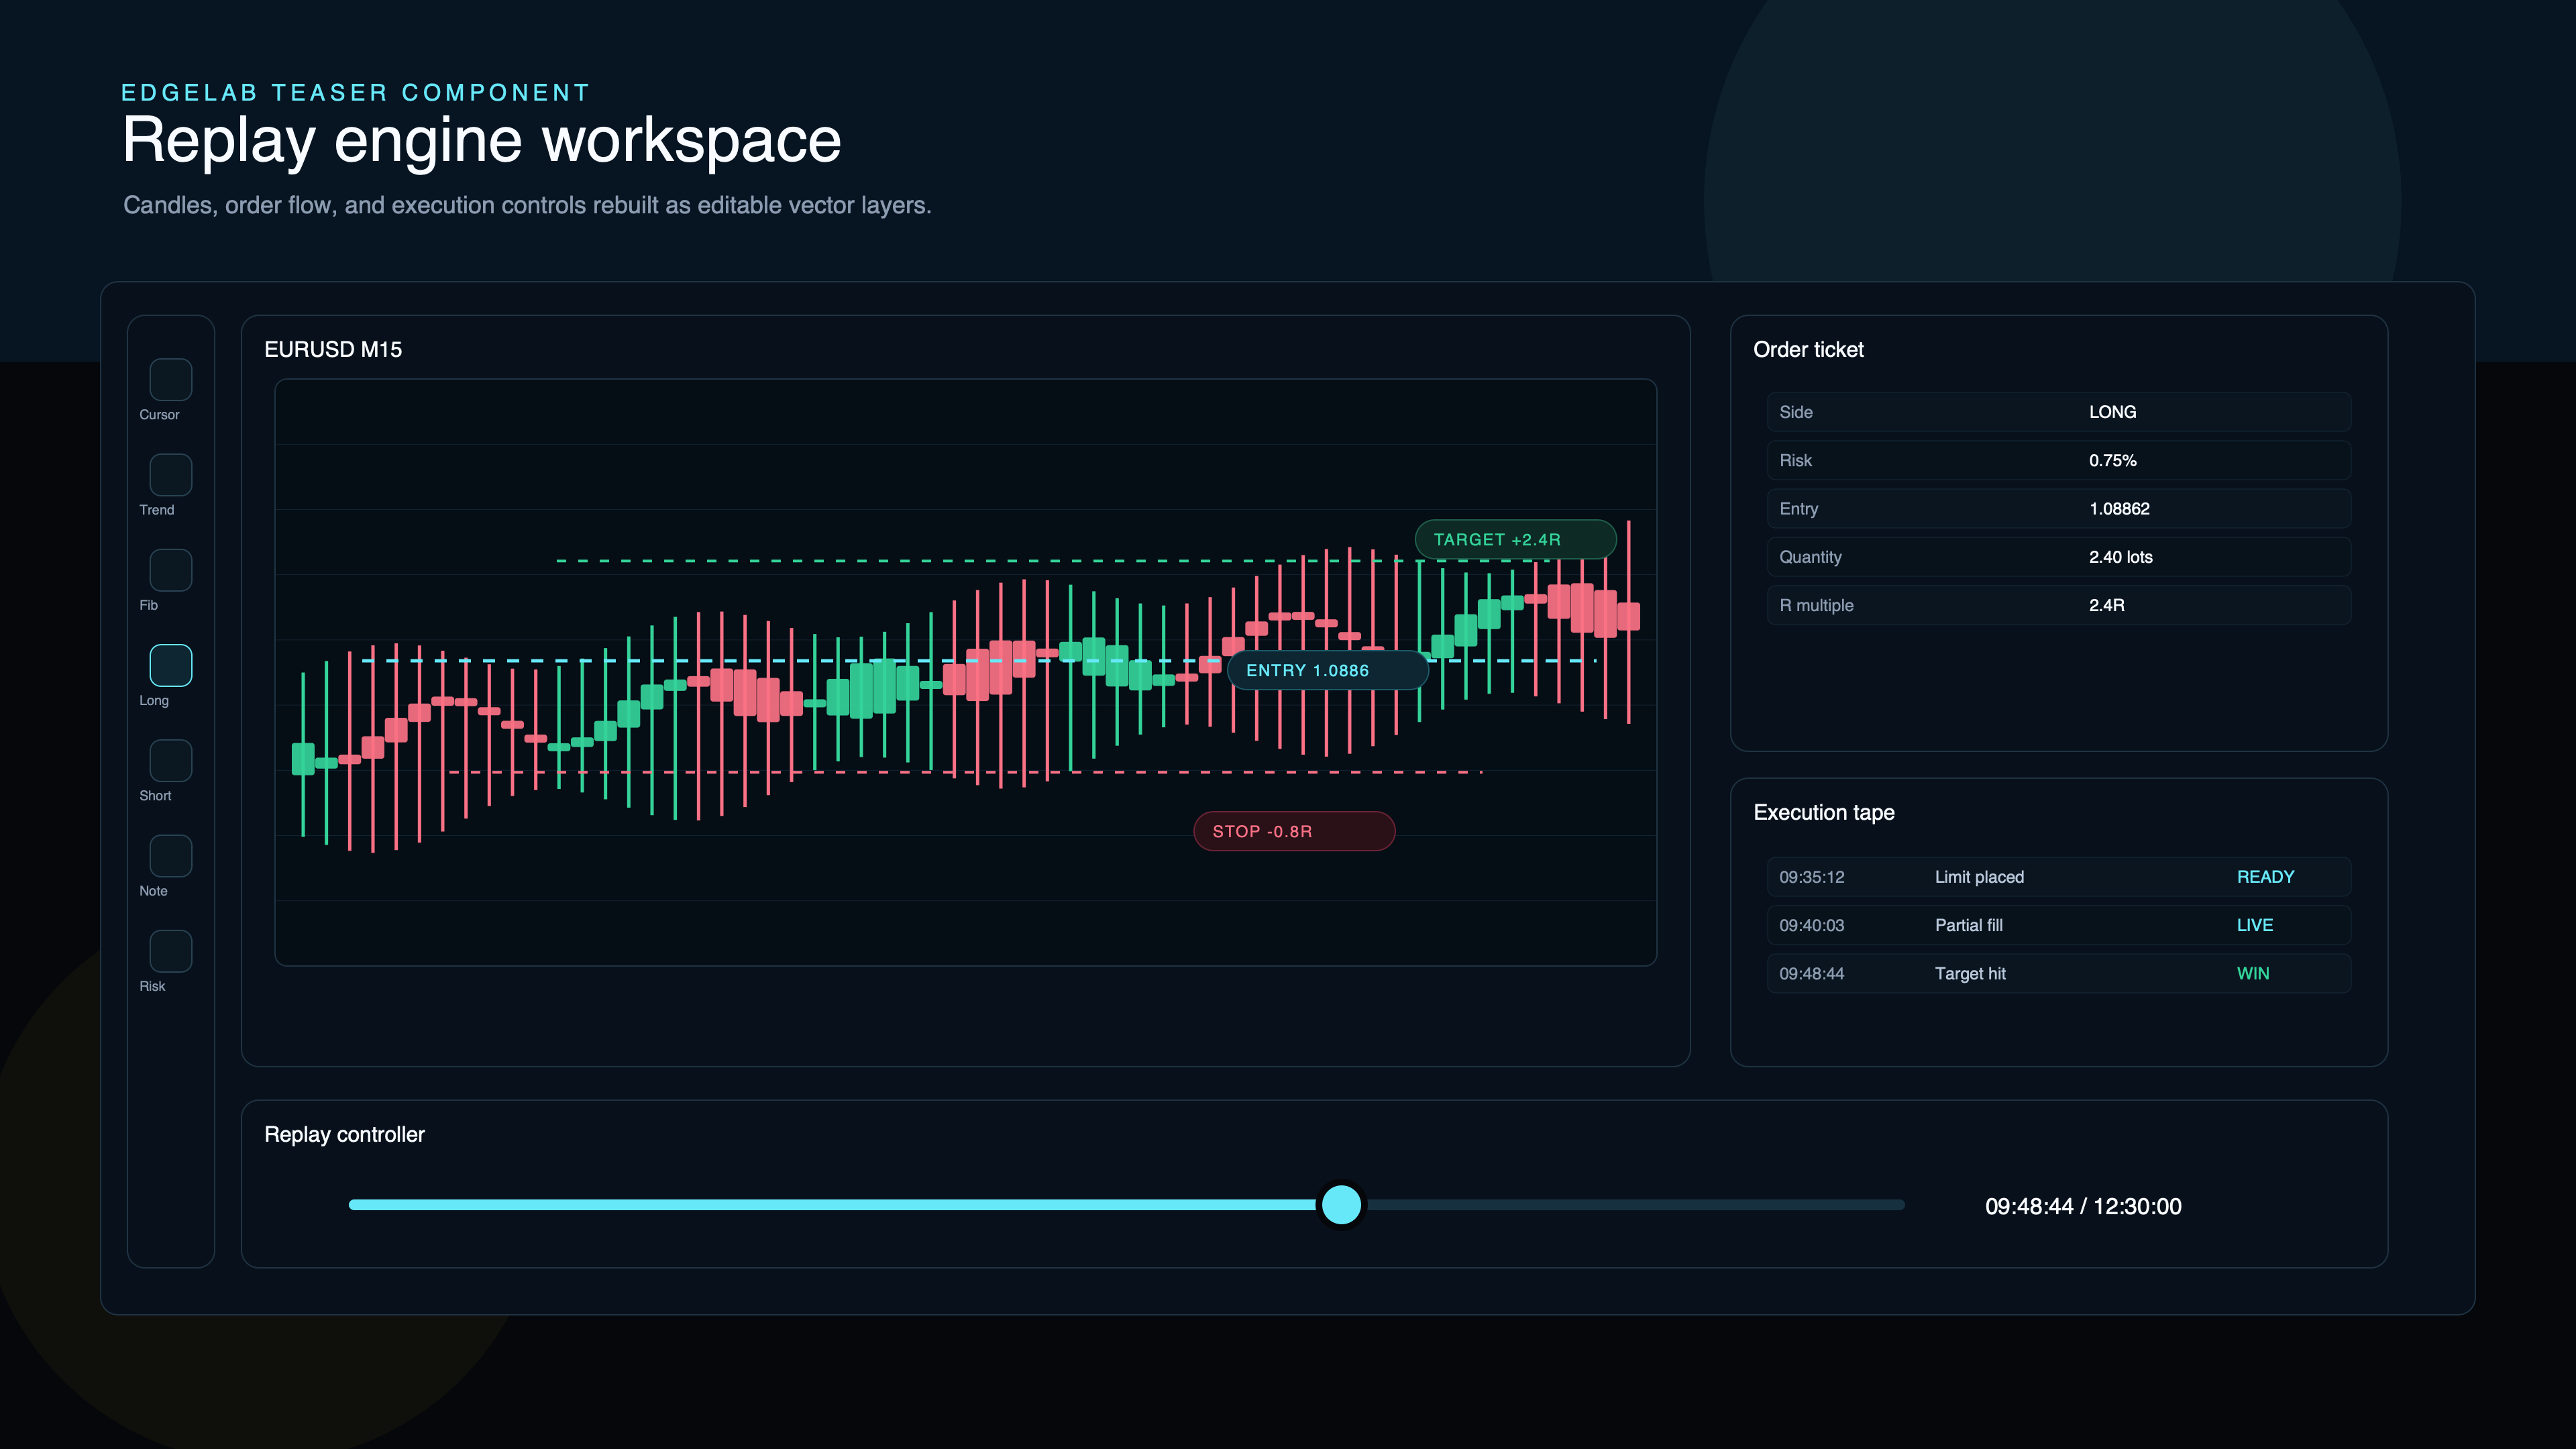 EDGELAB TEASER COMPONENT
Replay engine workspace
Candles, order flow, and execution controls rebuilt as editable vector layers.
Cursor
Trend
Fib
Long
Short
Note
Risk
EURUSD M15
TARGET +2.4R
ENTRY 1.0886
STOP -0.8R
Order ticket
Side LONG
Risk 0.75%
Entry 1.08862
Quantity 2.40 lots
R multiple 2.4R
Execution tape
09:35:12 Limit placed READY
09:40:03 Partial fill LIVE
09:48:44 Target hit WIN
Replay controller
09:48:44 / 12:30:00